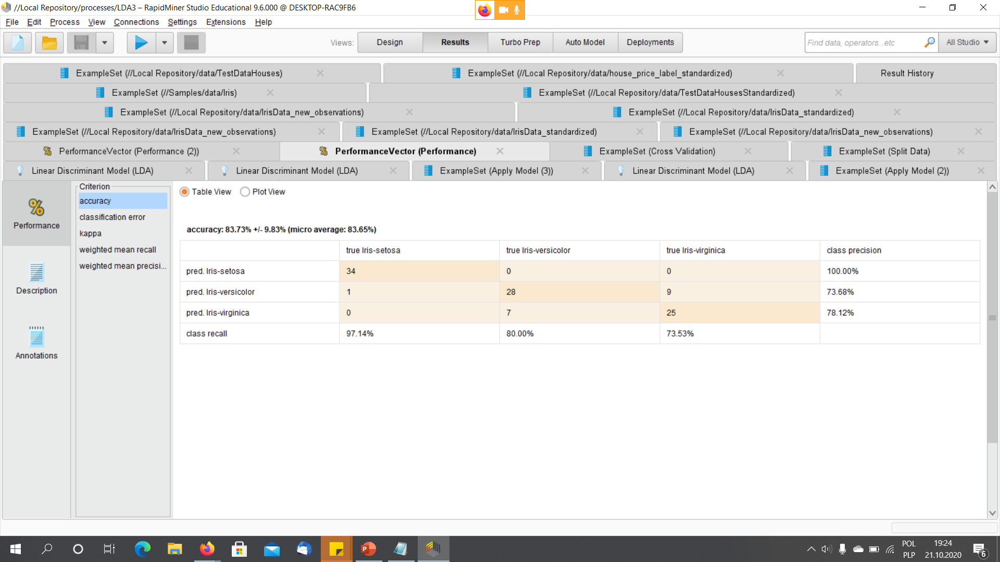 //Local Repository/processes/LDA3 – RapidMiner Studio Educational 9.6.000 @ DESKTOP-RAC9FB6
File Edit Process View Connections Settings Extensions Help
Views: Design Results Turbo Prep Auto Model Deployments
Find data, operators...etc
All Studio
ExampleSet (//Local Repository/data/TestDataHouses)
ExampleSet (//Local Repository/data/house_price_label_standardized)
Result History
ExampleSet (//Samples/data/Iris)
ExampleSet (//Local Repository/data/TestDataHousesStandardized)
ExampleSet (//Local Repository/data/IrisData_new_observations)
ExampleSet (//Local Repository/data/IrisData_standardized)
ExampleSet (//Local Repository/data/IrisData_new_observations)
ExampleSet (//Local Repository/data/IrisData_standardized)
ExampleSet (//Local Repository/data/IrisData_new_observations)
PerformanceVector (Performance (2))
PerformanceVector (Performance)
ExampleSet (Cross Validation)
ExampleSet (Split Data)
Linear Discriminant Model (LDA)
Linear Discriminant Model (LDA)
ExampleSet (Apply Model (3))
Linear Discriminant Model (LDA)
ExampleSet (Apply Model (2))
%
Performance
Description
Annotations
Criterion
accuracy
classification error
kappa
weighted mean recall
weighted mean precisi...
Table View Plot View
accuracy: 83.73% +/- 9.83% (micro average: 83.65%)
true Iris-setosa true Iris-versicolor true Iris-virginica class precision
pred. Iris-setosa 34 0 0 100.00%
pred. Iris-versicolor 1 28 9 73.68%
pred. Iris-virginica 0 7 25 78.12%
class recall 97.14% 80.00% 73.53%
POL
PLP
19:24
21.10.2020
6